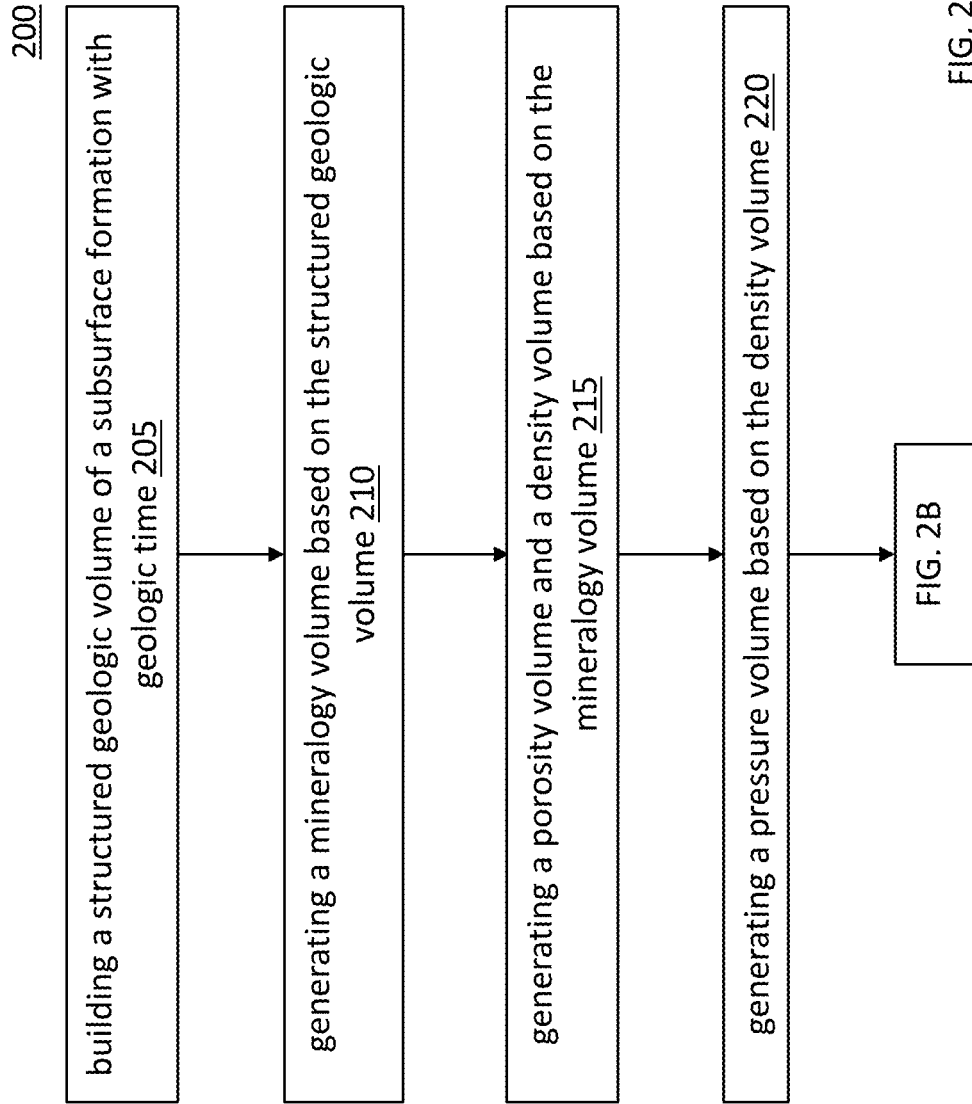 200
building a structured geologic volume of a subsurface formation with
geologic time 205
generating a mineralogy volume based on the structured geologic
volume 210
generating a porosity volume and a density volume based on the
mineralogy volume 215
generating a pressure volume based on the density volume 220
FIG. 2B
FIG. 2